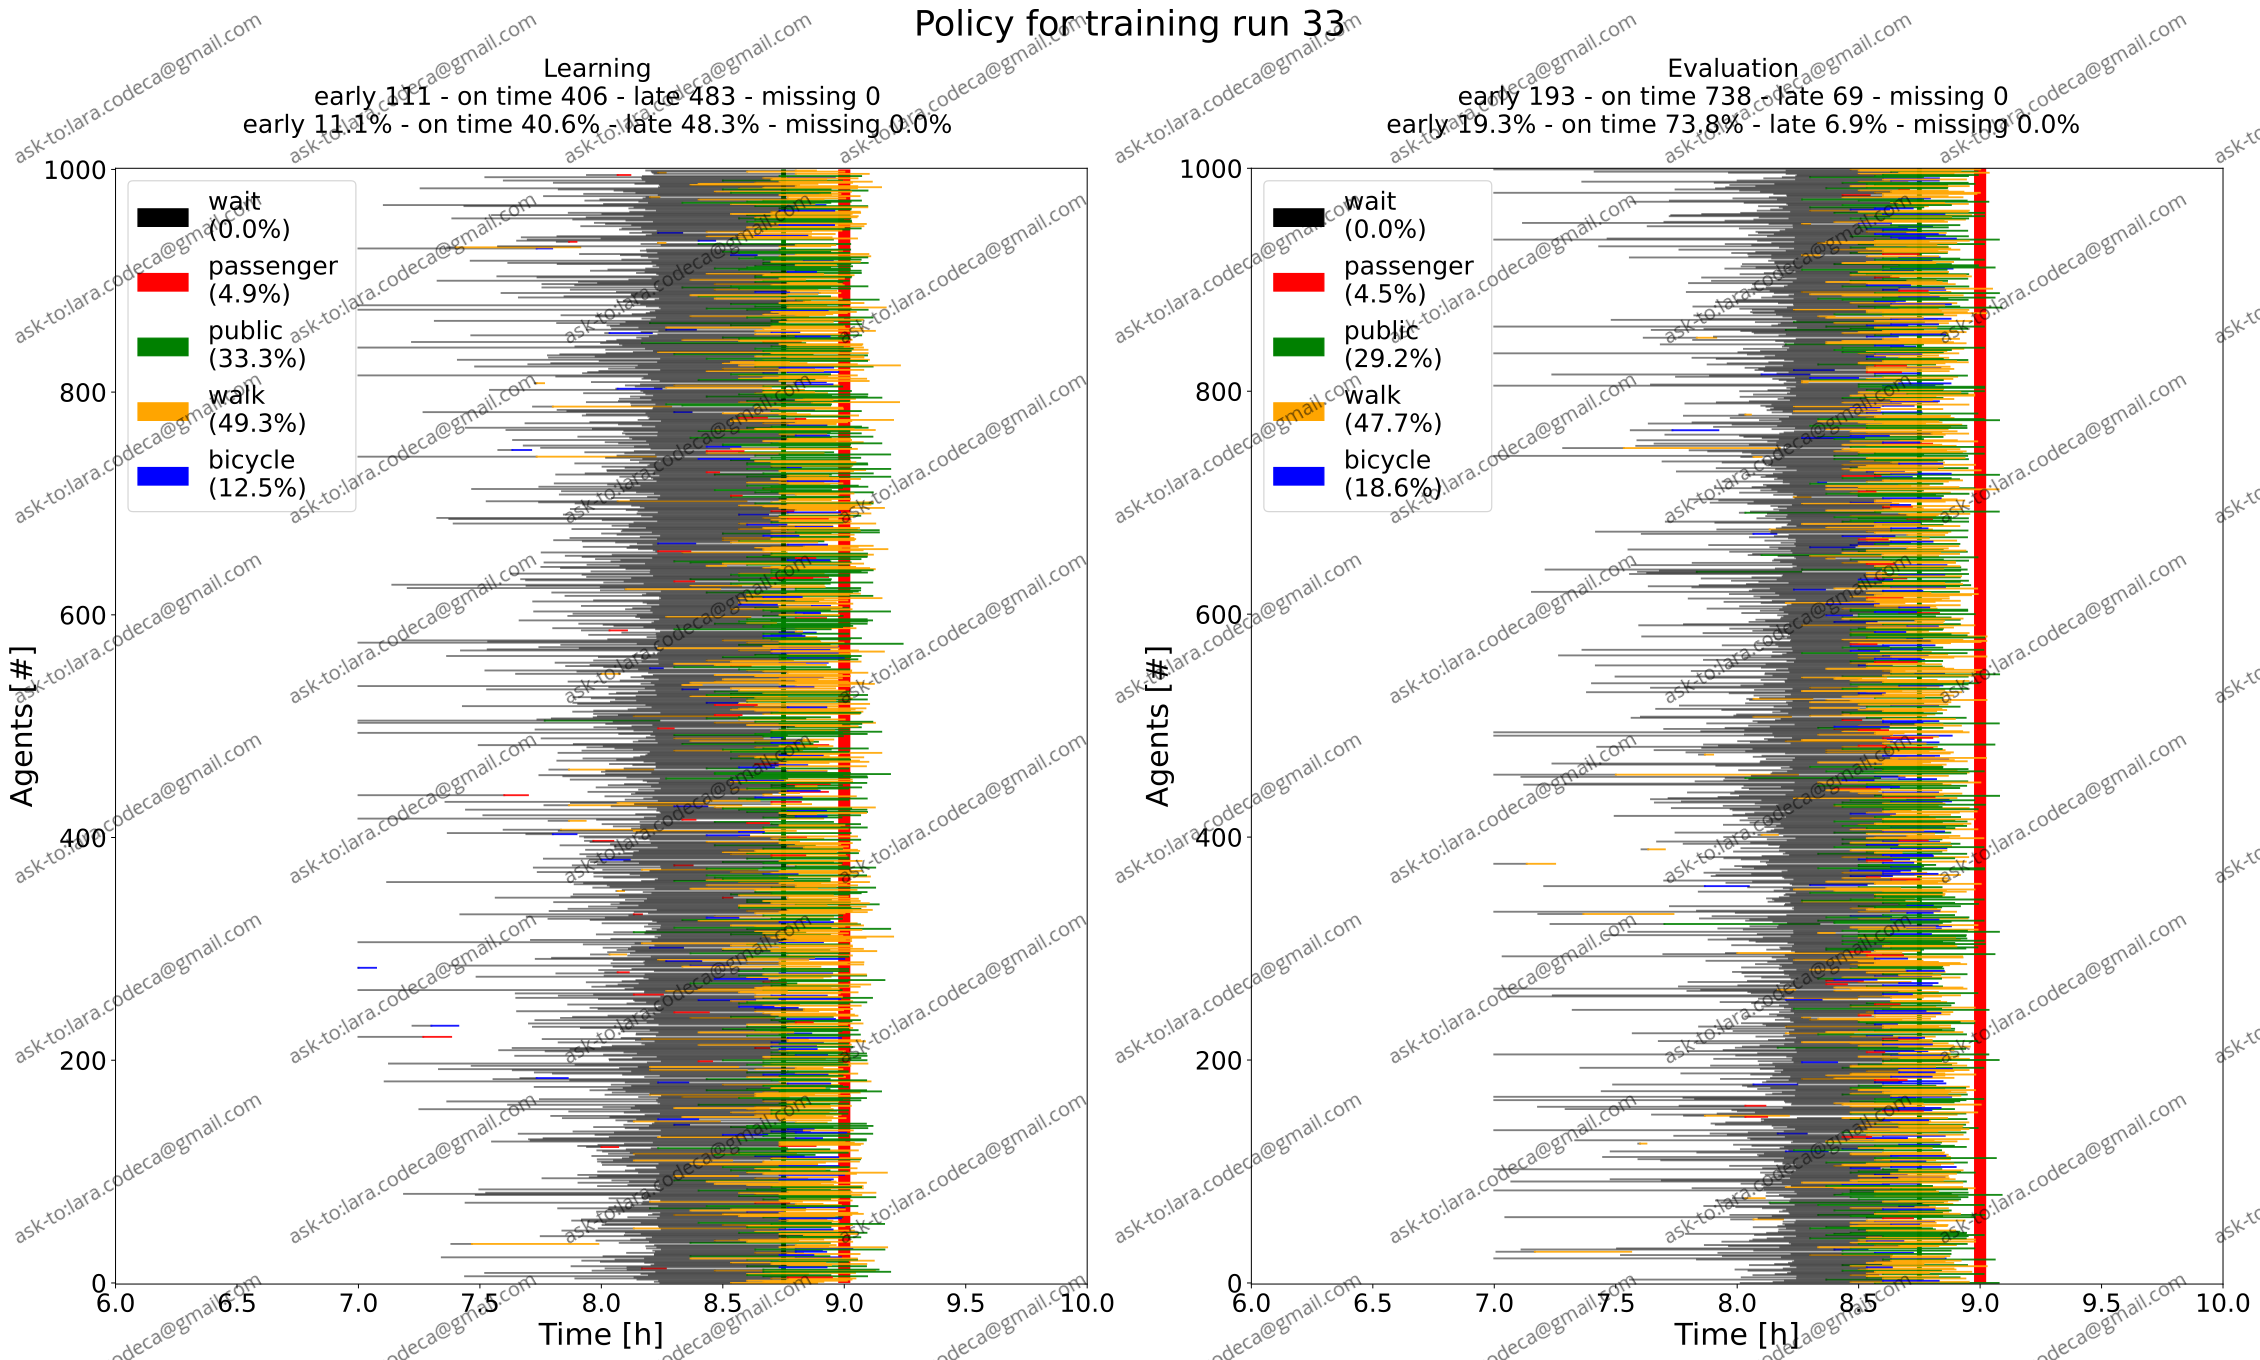 Policy for training run 33
Learning
early 111 - on time 406 - late 483 - missing 0
early 11.1% - on time 40.6% - late 48.3% - missing 0.0%
1000
800
600
400
200
0
Agents [#]
wait
(0.0%)
passenger
(4.9%)
public
(33.3%)
walk
(49.3%)
bicycle
(12.5%)
6.0 6.5 7.0 7.5 8.0 8.5 9.0 9.5 10.0
Time [h]
Evaluation
early 193 - on time 738 - late 69 - missing 0
early 19.3% - on time 73.8% - late 6.9% - missing 0.0%
1000
800
600
400
200
0
Agents [#]
wait
(0.0%)
passenger
(4.5%)
public
(29.2%)
walk
(47.7%)
bicycle
(18.6%)
6.0 6.5 7.0 7.5 8.0 8.5 9.0 9.5 10.0
Time [h]
ask-to:lara.codeca@gmail.com